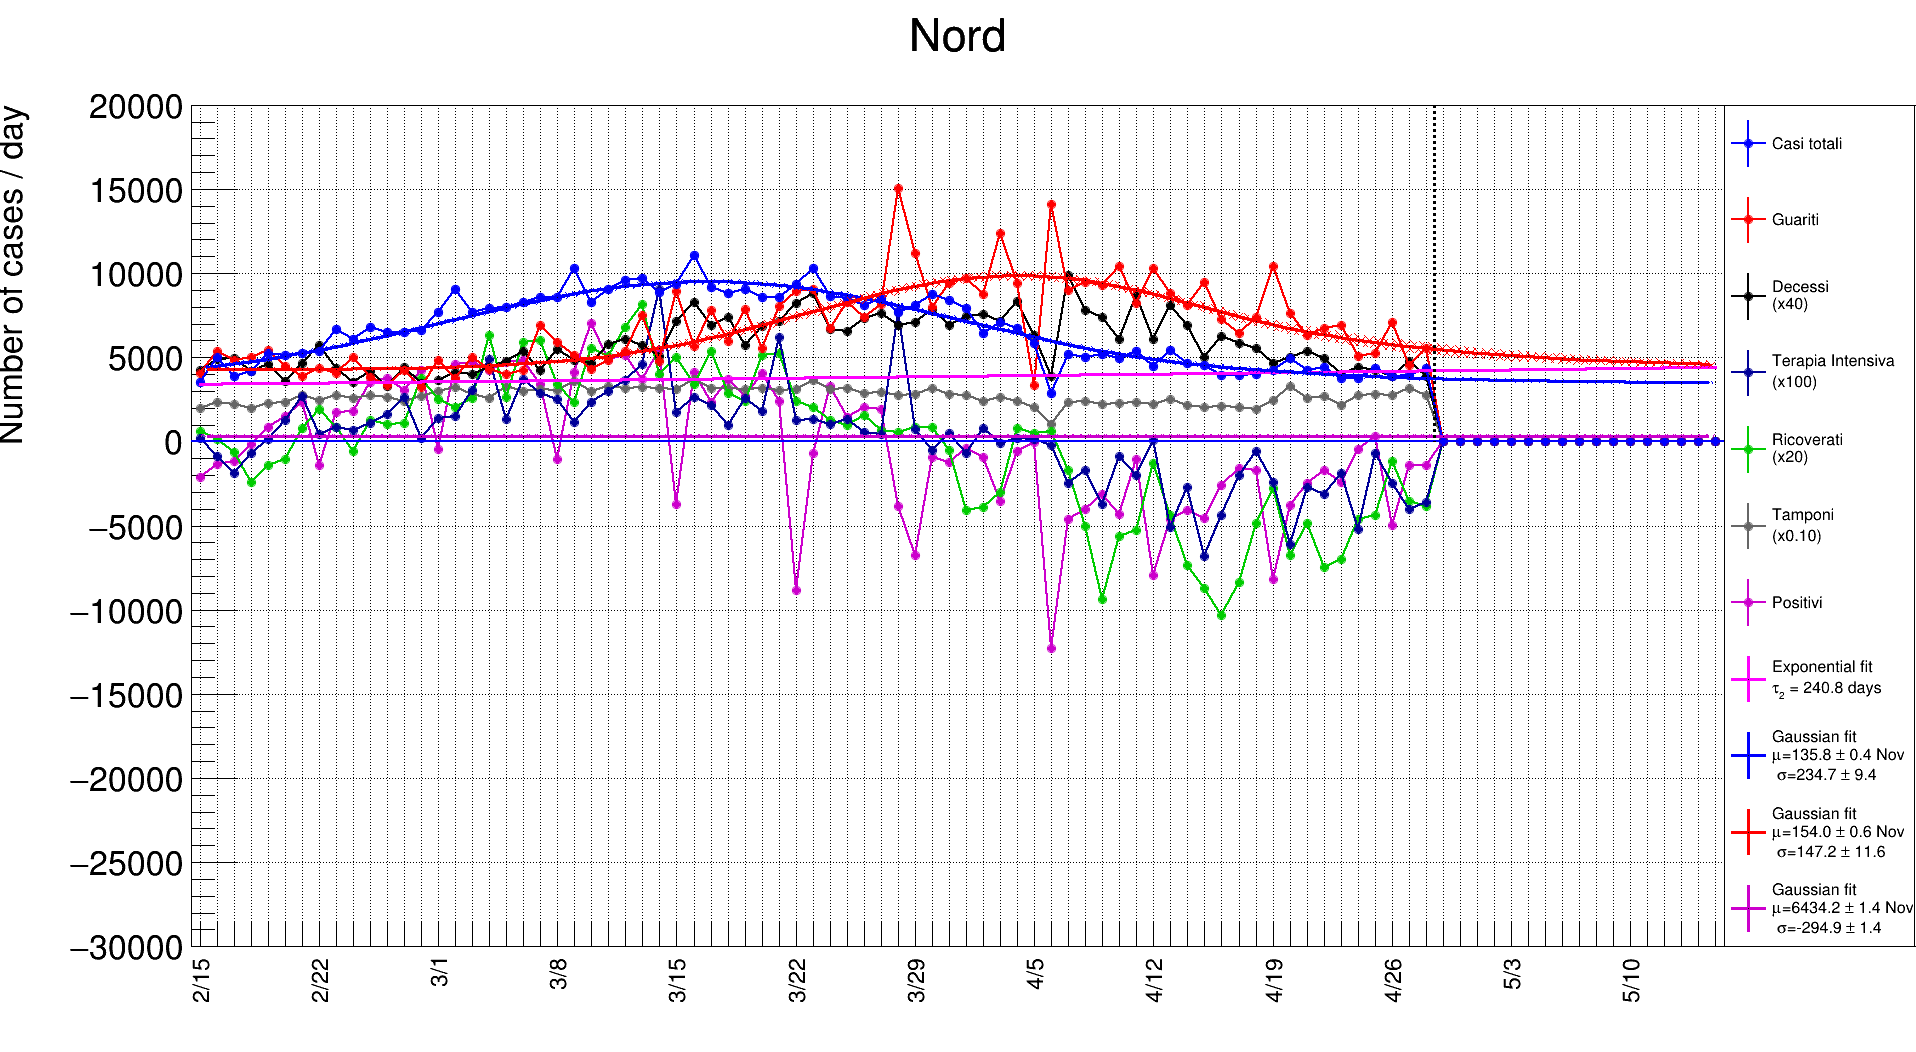 Nord
Number of cases / day
20000
15000
10000
5000
0
−5000
−10000
−15000
−20000
−25000
−30000
2/15
2/22
3/1
3/8
3/15
3/22
3/29
4/5
4/12
4/19
4/26
5/3
5/10
Casi totali
Guariti
Decessi
(x40)
Terapia Intensiva
(x100)
Ricoverati
(x20)
Tamponi
(x0.10)
Positivi
Exponential fit
τ2 = 240.8 days
Gaussian fit
μ=135.8 ± 0.4 Nov
σ=234.7 ± 9.4
Gaussian fit
μ=154.0 ± 0.6 Nov
σ=147.2 ± 11.6
Gaussian fit
μ=6434.2 ± 1.4 Nov
σ=-294.9 ± 1.4